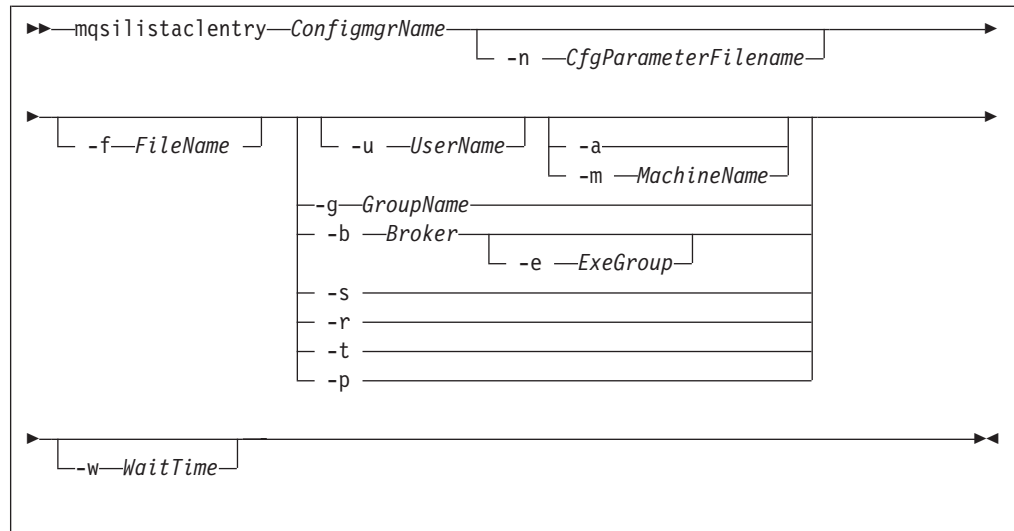 mqsilistaclentry ConfigmgrName
-n CfgParameterFilename
-f FileName
-u UserName
-a
-m MachineName
-g GroupName
-b Broker
-e ExeGroup
-s
-r
-t
-p
-w WaitTime